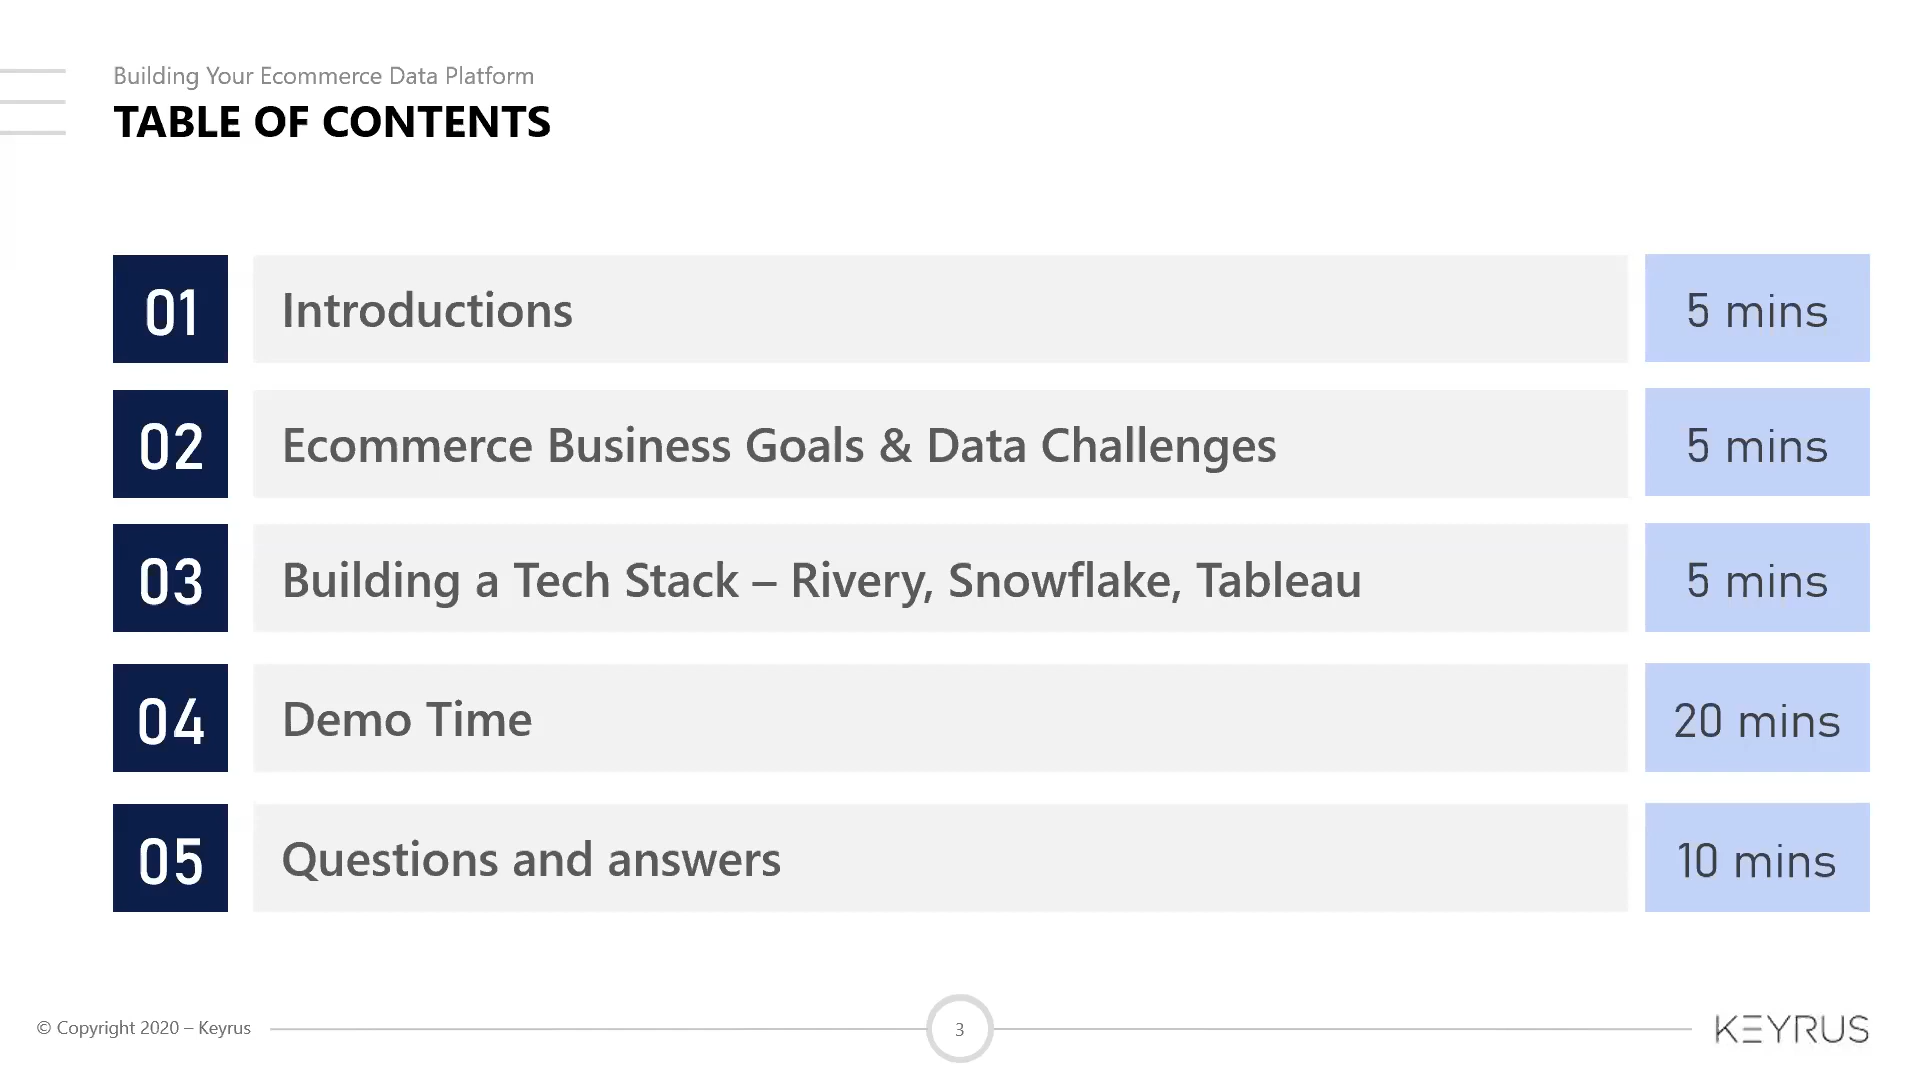 Building Your Ecommerce Data Platform
TABLE OF CONTENTS
01 Introductions 5 mins
02 Ecommerce Business Goals & Data Challenges 5 mins
03 Building a Tech Stack – Rivery, Snowflake, Tableau 5 mins
04 Demo Time 20 mins
05 Questions and answers 10 mins
© Copyright 2020 – Keyrus 3 KEYRUS